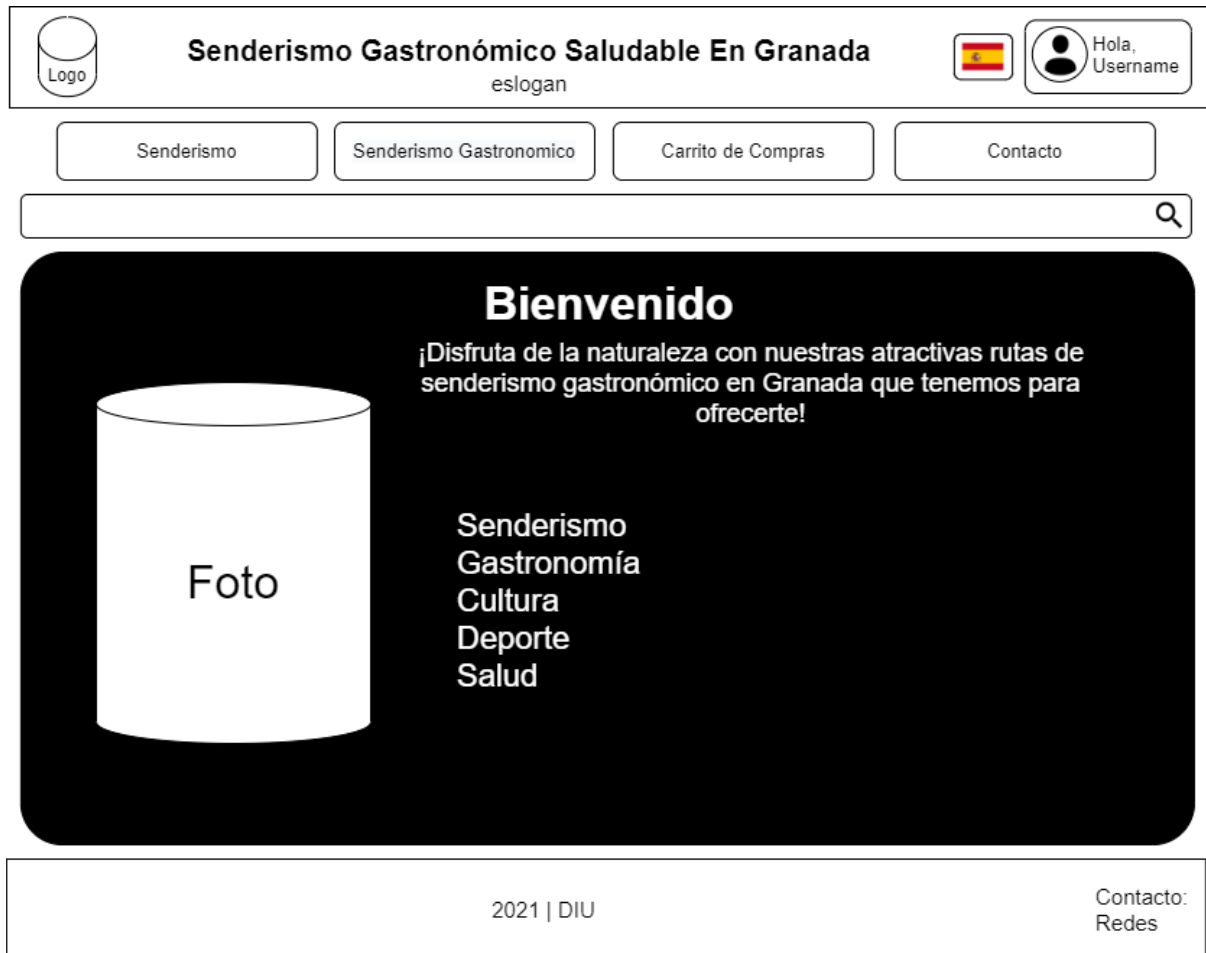 Logo
Senderismo Gastronómico Saludable En Granada
eslogan
Hola,
Username
Senderismo
Senderismo Gastronomico
Carrito de Compras
Contacto
Bienvenido
¡Disfruta de la naturaleza con nuestras atractivas rutas de
senderismo gastronómico en Granada que tenemos para
ofrecerte!
Foto
Senderismo
Gastronomía
Cultura
Deporte
Salud
2021 | DIU
Contacto:
Redes